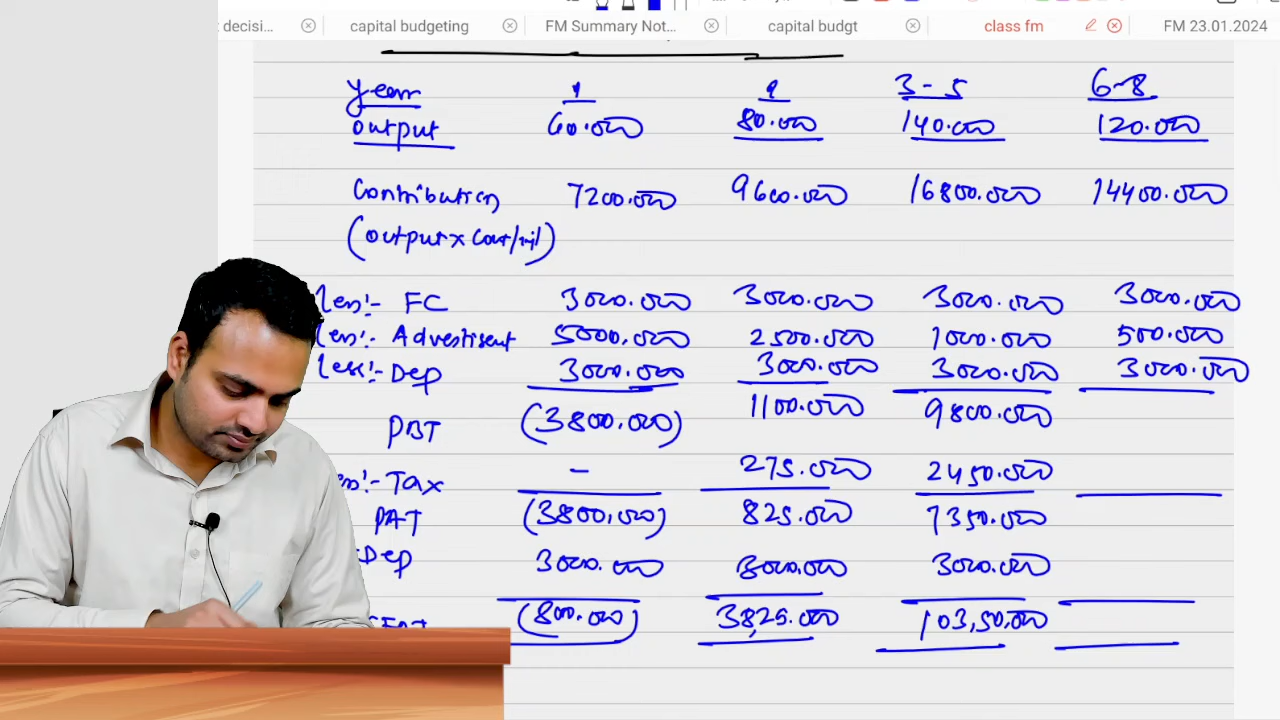 decisi...
capital budgeting
FM Summary Not...
capital budgt
class fm
FM 23.01.2024
year 1 2 3-5 6-8
output 60.000 80.000 140.000 120.000
Contribution 7200.000 9600.000 16800.000 14400.000
(output x
less:- FC 3000.000 3000.000 3000.000 3000.000
less:- Advertisent 5000.000 2500.000 1000.000 500.000
less:- Dep 3000.000 3000.000 3000.000 3000.000
PBT (3800.000) 1100.000 9800.000
Tax - 275.000 2450.000
PAT (3800.000) 825.000 7350.000
Dep 3000.000 3000.000 3000.000
(800.000) 38,25.000 103,50,000